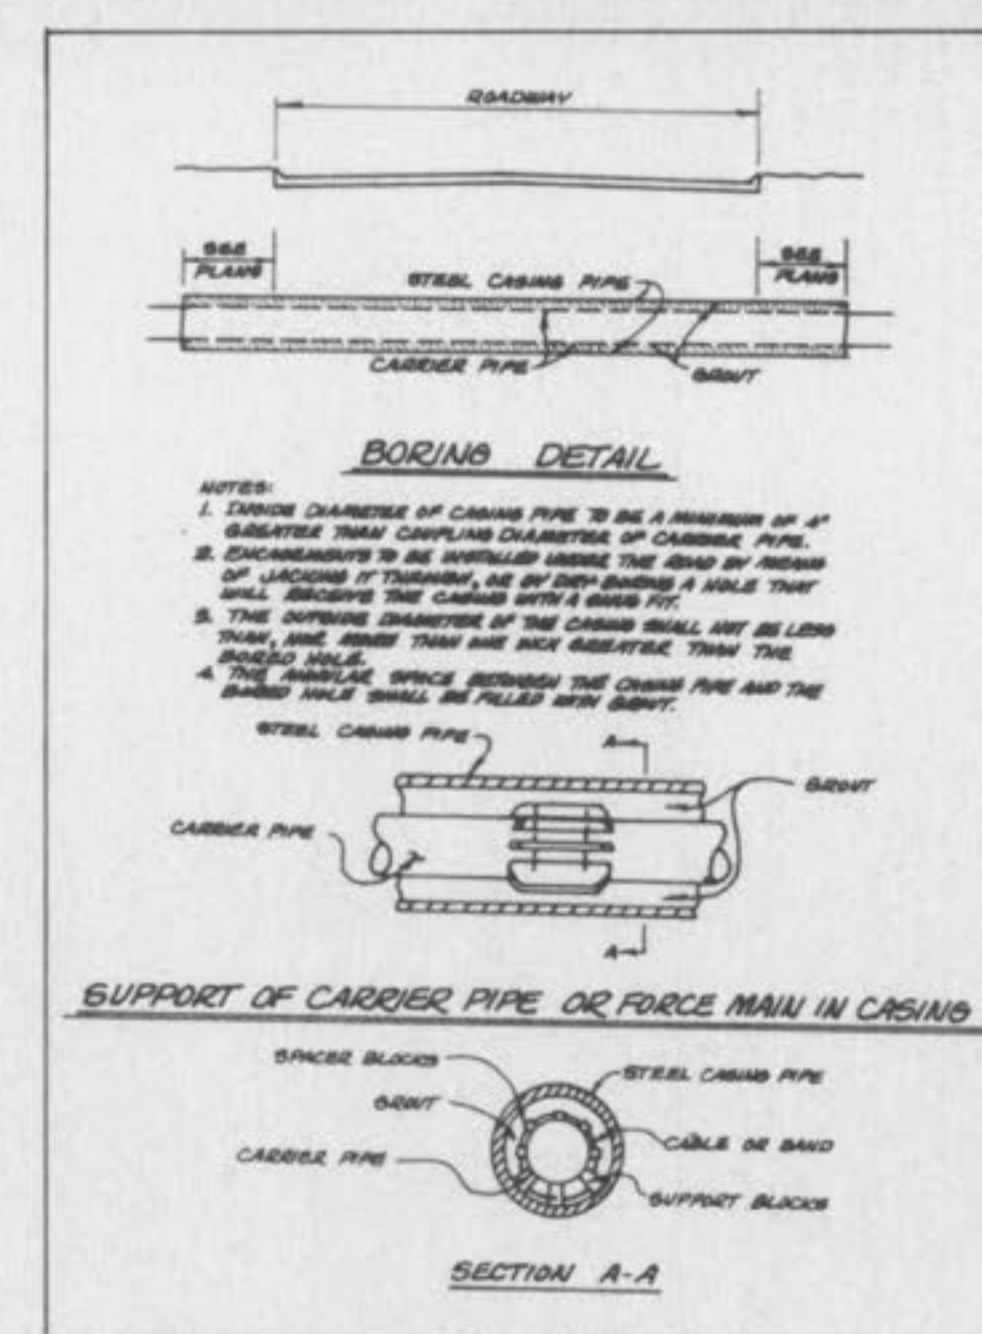 ROADWAY
SEE
PLANS
SEE
PLANS
STEEL CASING PIPE
CARRIER PIPE
GROUT
BORING DETAIL
NOTES:
1. INSIDE DIAMETER OF CASING PIPE TO BE A MINIMUM OF 4"
GREATER THAN COUPLING DIAMETER OF CARRIER PIPE.
2. ENCASEMENTS TO BE INSTALLED UNDER THE ROAD BY MEANS
OF JACKING IT THROUGH, OR BY DRY BORING A HOLE THAT
WILL RECEIVE THE CASING WITH A SNUG FIT.
3. THE OUTSIDE DIAMETER OF THE CASING SHALL NOT BE LESS
THAN, NOR MORE THAN ONE INCH GREATER THAN THE
BORED HOLE.
4. THE ANNULAR SPACE BETWEEN THE CASING PIPE AND THE
BORED HOLE SHALL BE FILLED WITH GROUT.
STEEL CASING PIPE
A
GROUT
CARRIER PIPE
A
SUPPORT OF CARRIER PIPE OR FORCE MAIN IN CASING
SPACER BLOCKS
STEEL CASING PIPE
GROUT
CABLE OR BAND
CARRIER PIPE
SUPPORT BLOCKS
SECTION A-A